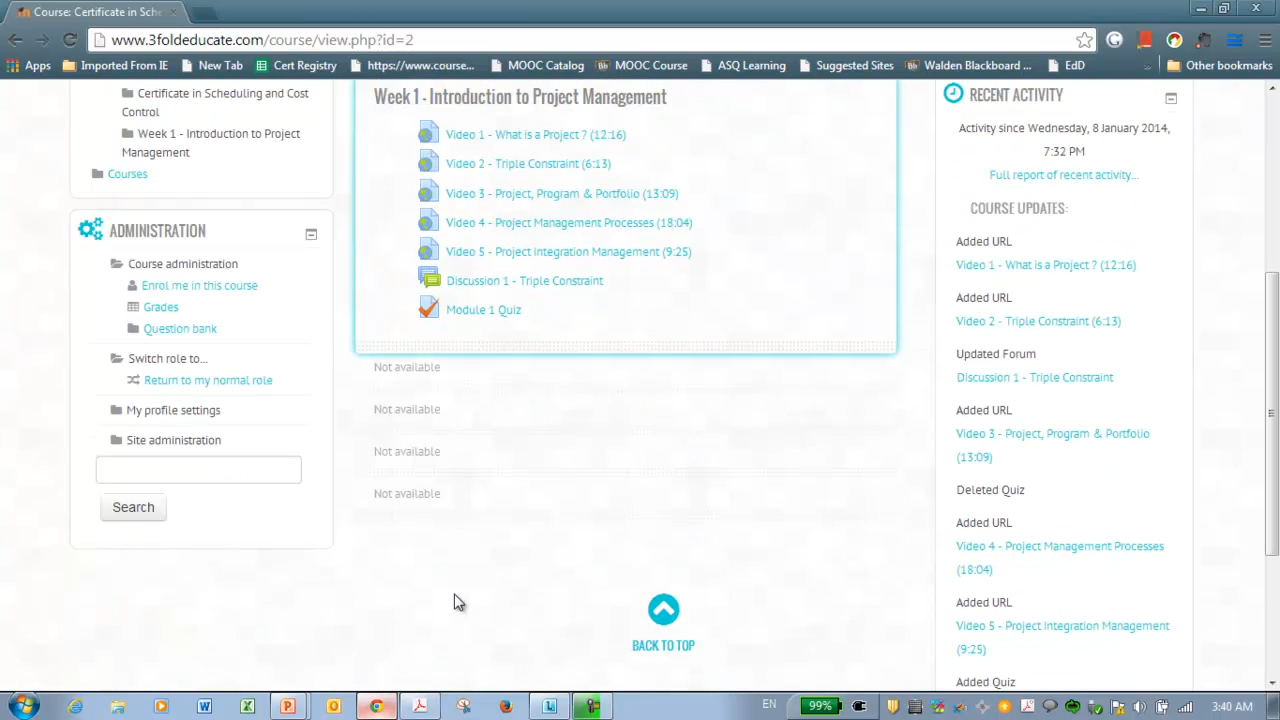 Course: Certificate in Sche
www.3foldeducate.com/course/view.php?id=2
Apps Imported From IE New Tab Cert Registry https://www.course... MOOC Catalog Bb MOOC Course ASQ Learning Suggested Sites Bb Walden Blackboard ... EdD » Other bookmarks
Certificate in Scheduling and Cost
Control
Week 1 - Introduction to Project
Management
Courses
ADMINISTRATION
Course administration
Enrol me in this course
Grades
Question bank
Switch role to...
Return to my normal role
My profile settings
Site administration
Search
Week 1 - Introduction to Project Management
Video 1 - What is a Project ? (12:16)
Video 2 - Triple Constraint (6:13)
Video 3 - Project, Program & Portfolio (13:09)
Video 4 - Project Management Processes (18:04)
Video 5 - Project Integration Management (9:25)
Discussion 1 - Triple Constraint
Module 1 Quiz
Not available
Not available
Not available
Not available
BACK TO TOP
RECENT ACTIVITY
Activity since Wednesday, 8 January 2014,
7:32 PM
Full report of recent activity...
COURSE UPDATES:
Added URL
Video 1 - What is a Project ? (12:16)
Added URL
Video 2 - Triple Constraint (6:13)
Updated Forum
Discussion 1 - Triple Constraint
Added URL
Video 3 - Project, Program & Portfolio
(13:09)
Deleted Quiz
Added URL
Video 4 - Project Management Processes
(18:04)
Added URL
Video 5 - Project Integration Management
(9:25)
Added Quiz
EN 99% 3:40 AM